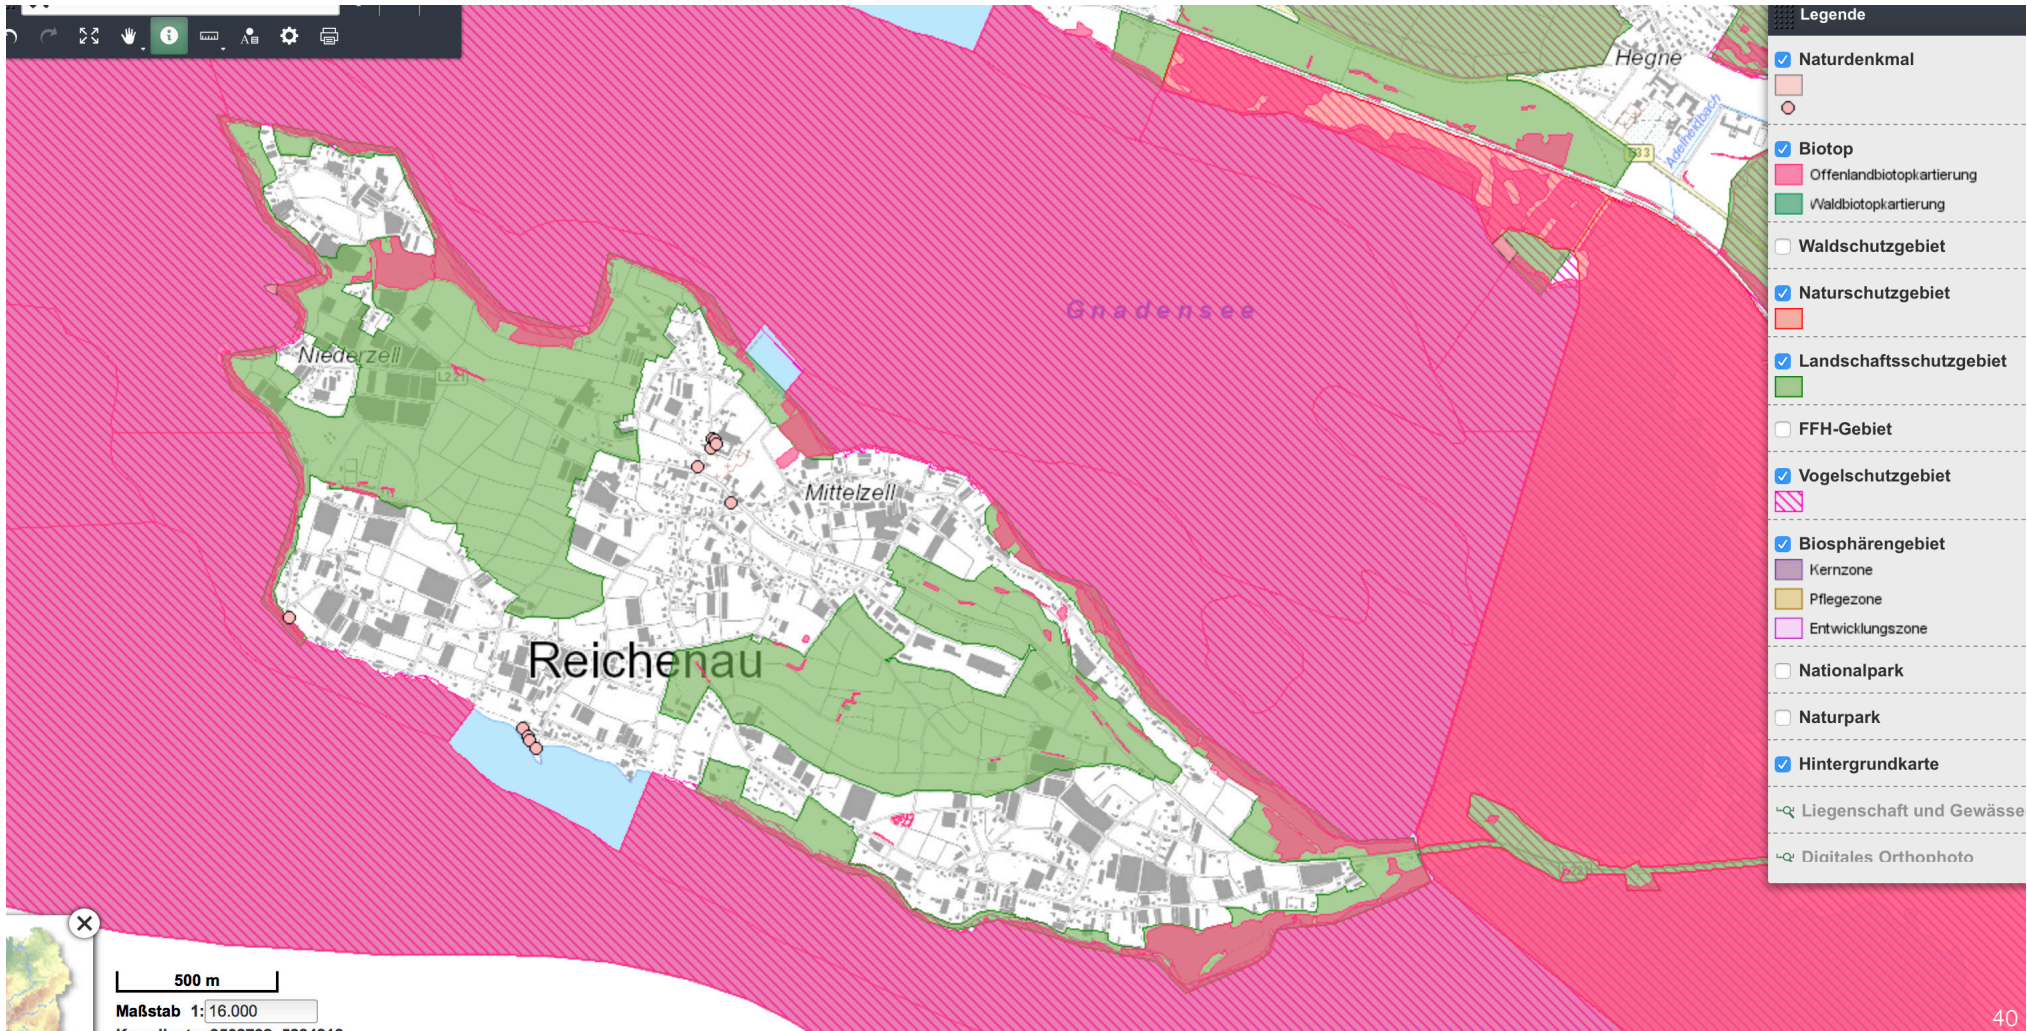 Legende
Naturdenkmal
Biotop
Offenlandbiotopkartierung
Waldbiotopkartierung
Waldschutzgebiet
Naturschutzgebiet
Landschaftsschutzgebiet
FFH-Gebiet
Vogelschutzgebiet
Biosphärengebiet
Kernzone
Pflegezone
Entwicklungszone
Nationalpark
Naturpark
Hintergrundkarte
Liegenschaft und Gewässe
Digitales Orthophoto
Hegne
Adelheidbach
B33
Gnadensee
Niederzell
L221
Mittelzell
Reichenau
500 m
Maßstab 1: 16.000
40